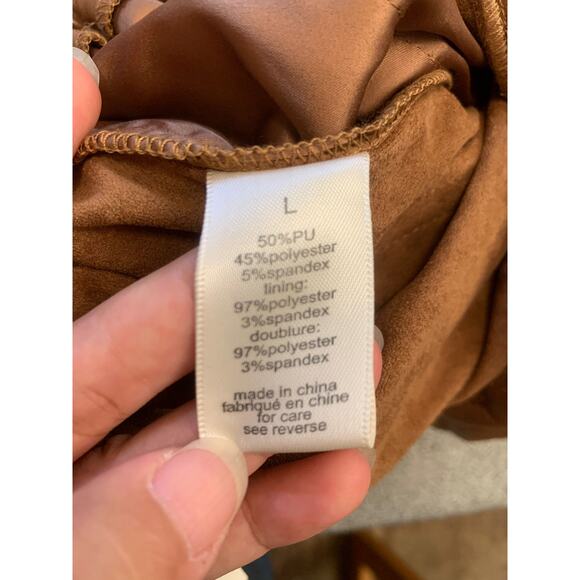 L
50%PU
45%polyester
5%spandex
lining:
97%polyester
3%spandex
doublure:
97%polyester
3%spandex
made in china
fabriqué en chine
for care
see reverse